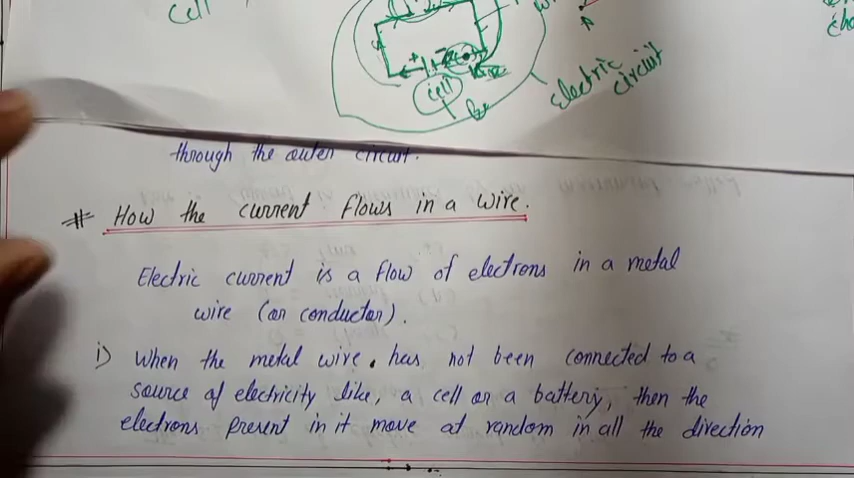 cell
cell
electric
circuit
A
through the outer circuit.
# How the current flows in a wire.
Electric current is a flow of electrons in a metal
wire (or conductor).
i) When the metal wire. has not been connected to a
source of electricity like, a cell or a battery, then the
electrons present in it move at random in all the direction